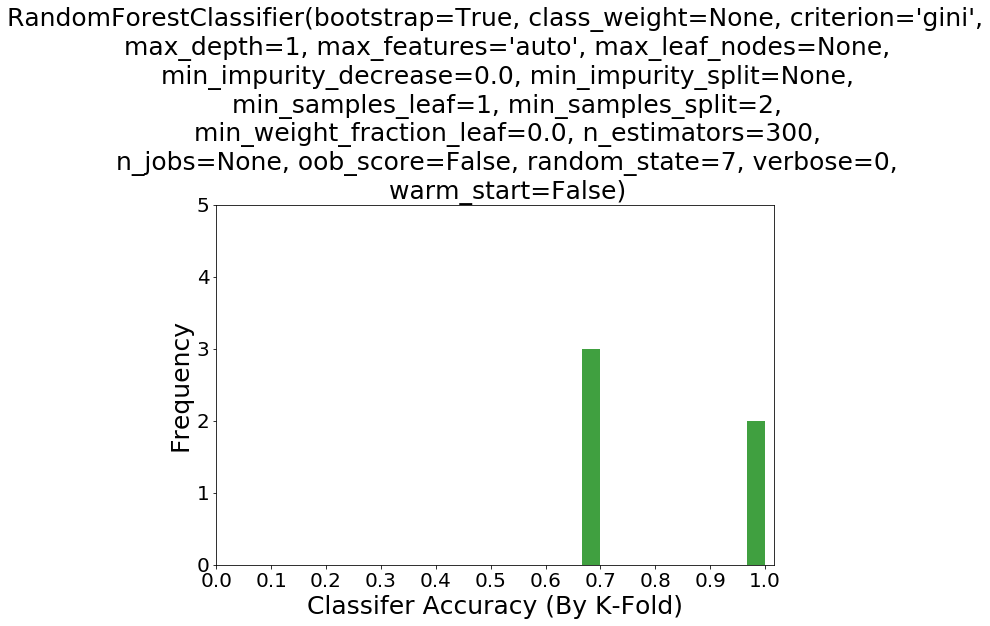 RandomForestClassifier(bootstrap=True, class_weight=None, criterion='gini',
max_depth=1, max_features='auto', max_leaf_nodes=None,
min_impurity_decrease=0.0, min_impurity_split=None,
min_samples_leaf=1, min_samples_split=2,
min_weight_fraction_leaf=0.0, n_estimators=300,
n_jobs=None, oob_score=False, random_state=7, verbose=0,
warm_start=False)
5
4
3
2
1
0
Frequency
0.0 0.1 0.2 0.3 0.4 0.5 0.6 0.7 0.8 0.9 1.0
Classifer Accuracy (By K-Fold)